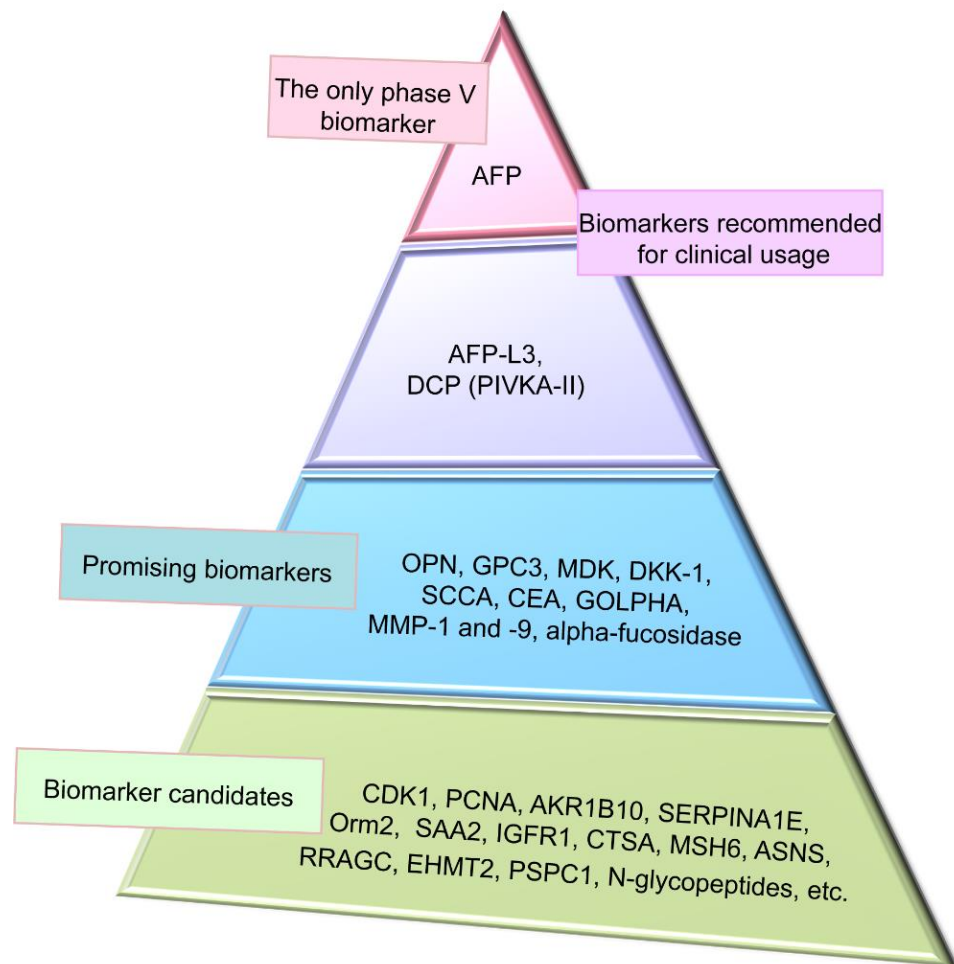 The only phase V
biomarker
AFP
Biomarkers recommended
for clinical usage
AFP-L3,
DCP (PIVKA-II)
Promising biomarkers
OPN, GPC3, MDK, DKK-1,
SCCA, CEA, GOLPHA,
MMP-1 and -9, alpha-fucosidase
Biomarker candidates
CDK1, PCNA, AKR1B10, SERPINA1E,
Orm2, SAA2, IGFR1, CTSA, MSH6, ASNS,
RRAGC, EHMT2, PSPC1, N-glycopeptides, etc.